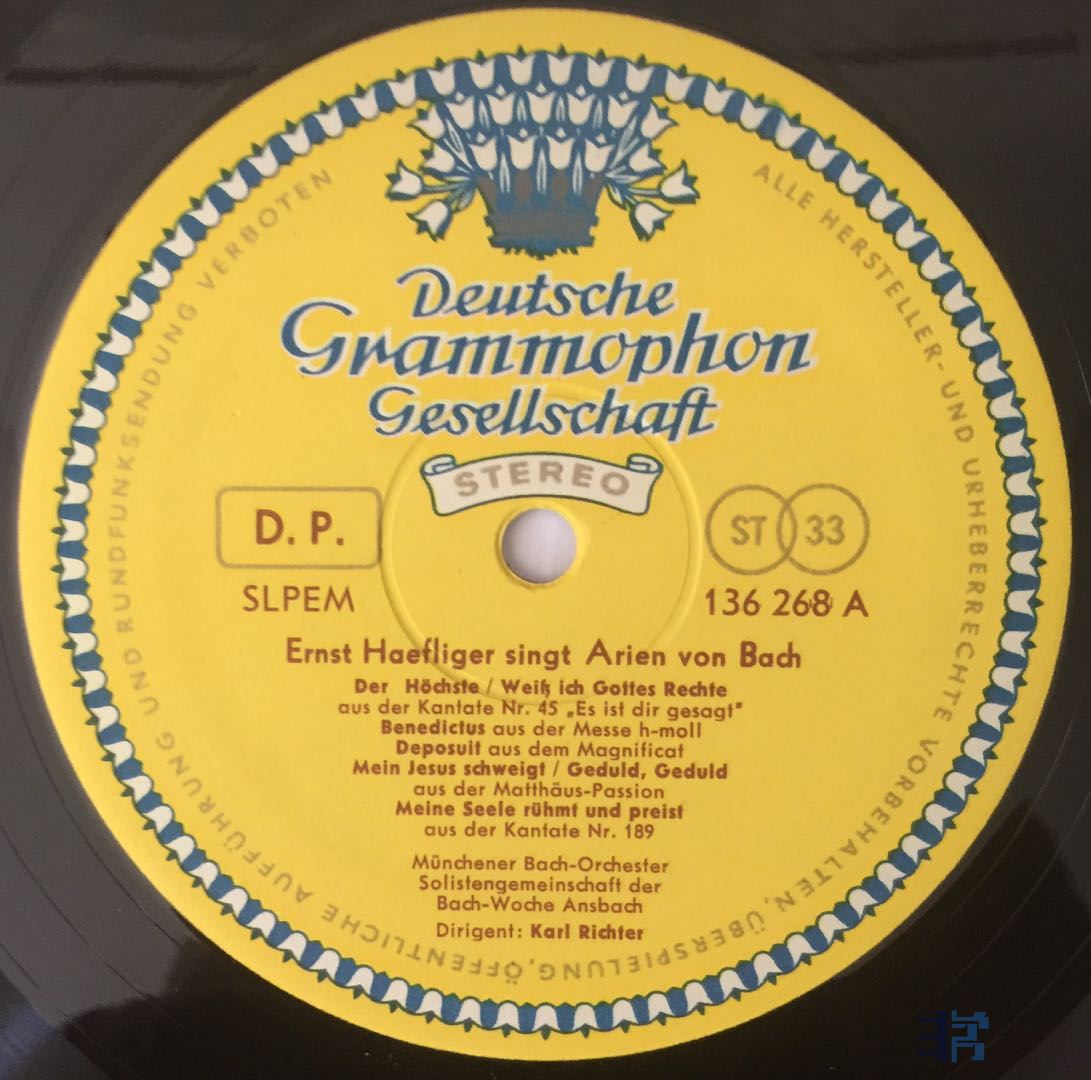 Deutsche
Grammophon
Gesellschaft
STEREO
D. P.
ST 33
SLPEM
136 268 A
Ernst Haefliger singt Arien von Bach
Der Höchste / Weiß ich Gottes Rechte
aus der Kantate Nr. 45 „Es ist dir gesagt"
Benedictus aus der Messe h-moll
Deposuit aus dem Magnificat
Mein Jesus schweigt / Geduld, Geduld
aus der Matthäus-Passion
Meine Seele rühmt und preist
aus der Kantate Nr. 189
Münchener Bach-Orchester
Solistengemeinschaft der
Bach-Woche Ansbach
Dirigent: Karl Richter
ALLE HERSTELLER- UND URHEBERRECHTE VORBEHALTEN, ÜBERSPIELUNG, ÖFFENTLICHE AUFFÜHRUNG UND RUNDFUNKSENDUNG VERBOTEN